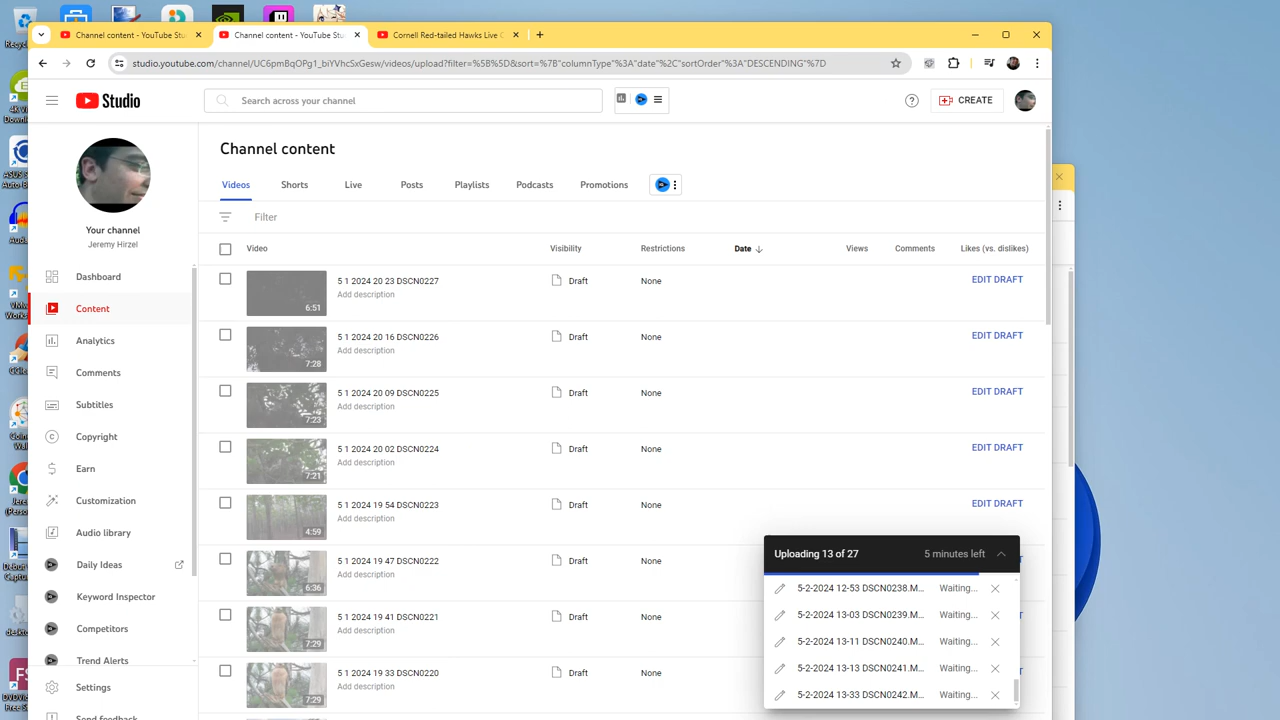 Channel content - YouTube Stu
Channel content - YouTube Stu
Cornell Red-tailed Hawks Live C
studio.youtube.com/channel/UC6pmBqOPg1_biYVhcSxGesw/videos/upload?filter=%5B%5D&sort=%7B"columnType"%3A"date"%2C"sortOrder"%3A"DESCENDING"%7D
Studio
Search across your channel
CREATE
Your channel
Jeremy Hirzel
Dashboard
Content
Analytics
Comments
Subtitles
Copyright
Earn
Customization
Audio library
Daily Ideas
Keyword Inspector
Competitors
Trend Alerts
Settings
Send feedback
Channel content
Videos Shorts Live Posts Playlists Podcasts Promotions
Filter
Video Visibility Restrictions Date Views Comments Likes (vs. dislikes)
6:51
5 1 2024 20 23 DSCN0227 Draft None EDIT DRAFT
Add description
7:28
5 1 2024 20 16 DSCN0226 Draft None EDIT DRAFT
Add description
7:23
5 1 2024 20 09 DSCN0225 Draft None EDIT DRAFT
Add description
7:21
5 1 2024 20 02 DSCN0224 Draft None EDIT DRAFT
Add description
4:59
5 1 2024 19 54 DSCN0223 Draft None EDIT DRAFT
Add description
6:36
5 1 2024 19 47 DSCN0222 Draft None
Add description
7:29
5 1 2024 19 41 DSCN0221 Draft None
Add description
7:29
5 1 2024 19 33 DSCN0220 Draft None
Add description
Uploading 13 of 27 5 minutes left
5-2-2024 12-53 DSCN0238.M... Waiting...
5-2-2024 13-03 DSCN0239.M... Waiting...
5-2-2024 13-11 DSCN0240.M... Waiting...
5-2-2024 13-13 DSCN0241.M... Waiting...
5-2-2024 13-33 DSCN0242.M... Waiting...